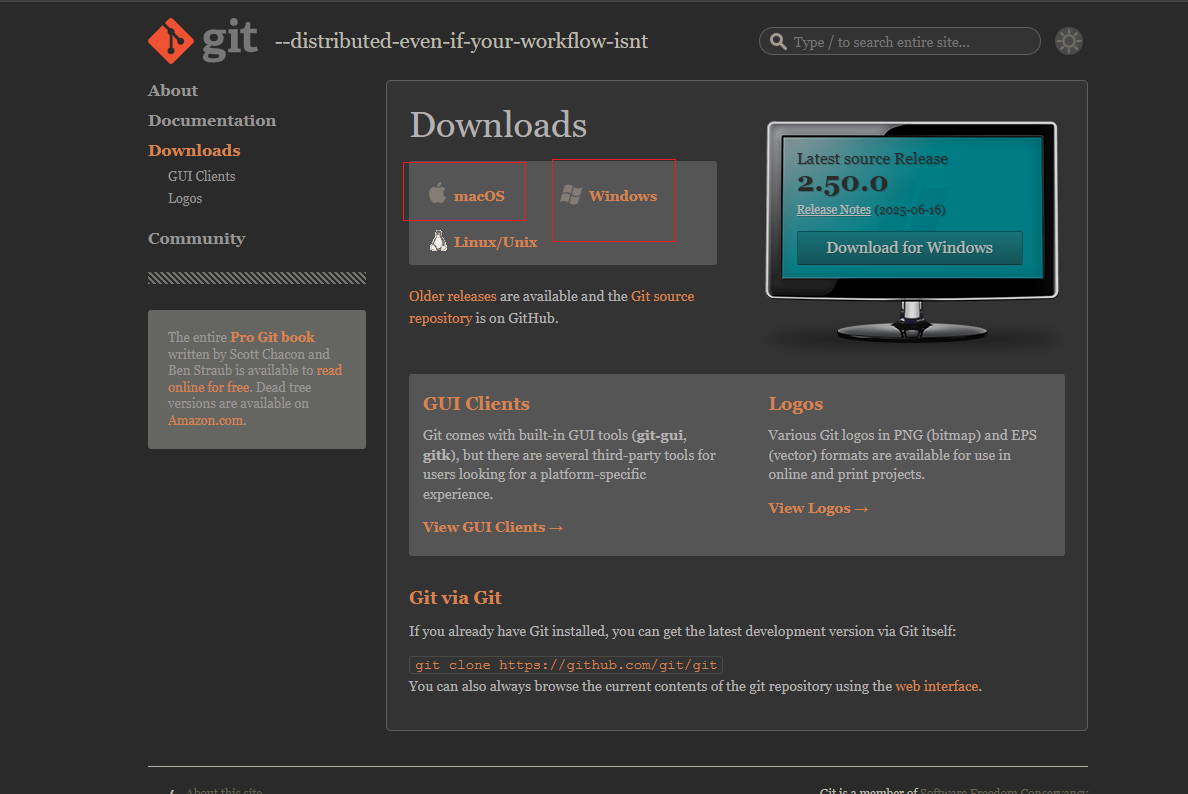 git --distributed-even-if-your-workflow-isnt
Type / to search entire site...
About
Documentation
Downloads
GUI Clients
Logos
Community
The entire Pro Git book
written by Scott Chacon and
Ben Straub is available to read
online for free. Dead tree
versions are available on
Amazon.com.
Downloads
macOS
Windows
Linux/Unix
Older releases are available and the Git source
repository is on GitHub.
Latest source Release
2.50.0
Release Notes (2025-06-16)
Download for Windows
GUI Clients
Git comes with built-in GUI tools (git-gui,
gitk), but there are several third-party tools for
users looking for a platform-specific
experience.
View GUI Clients →
Logos
Various Git logos in PNG (bitmap) and EPS
(vector) formats are available for use in
online and print projects.
View Logos →
Git via Git
If you already have Git installed, you can get the latest development version via Git itself:
git clone https://github.com/git/git
You can also always browse the current contents of the git repository using the web interface.
About this site
Git is a member of Software Freedom Conservancy